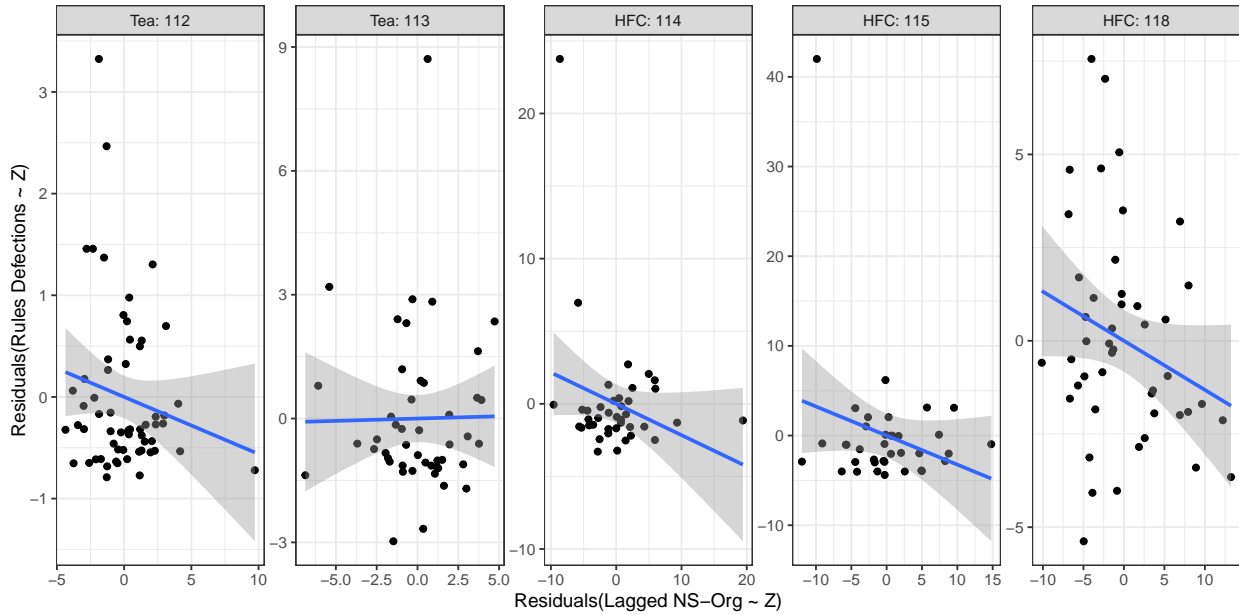 Tea: 112
Tea: 113
HFC: 114
HFC: 115
HFC: 118
Residuals(Rules Defections ~ Z)
3
2
1
0
−1
9
6
3
0
−3
20
10
0
−10
40
30
20
10
0
−10
5
0
−5
−5 0 5 10
−5.0 −2.5 0.0 2.5 5.0
−10 0 10 20
−10 −5 0 5 10 15
−10 −5 0 5 10
Residuals(Lagged NS−Org ~ Z)